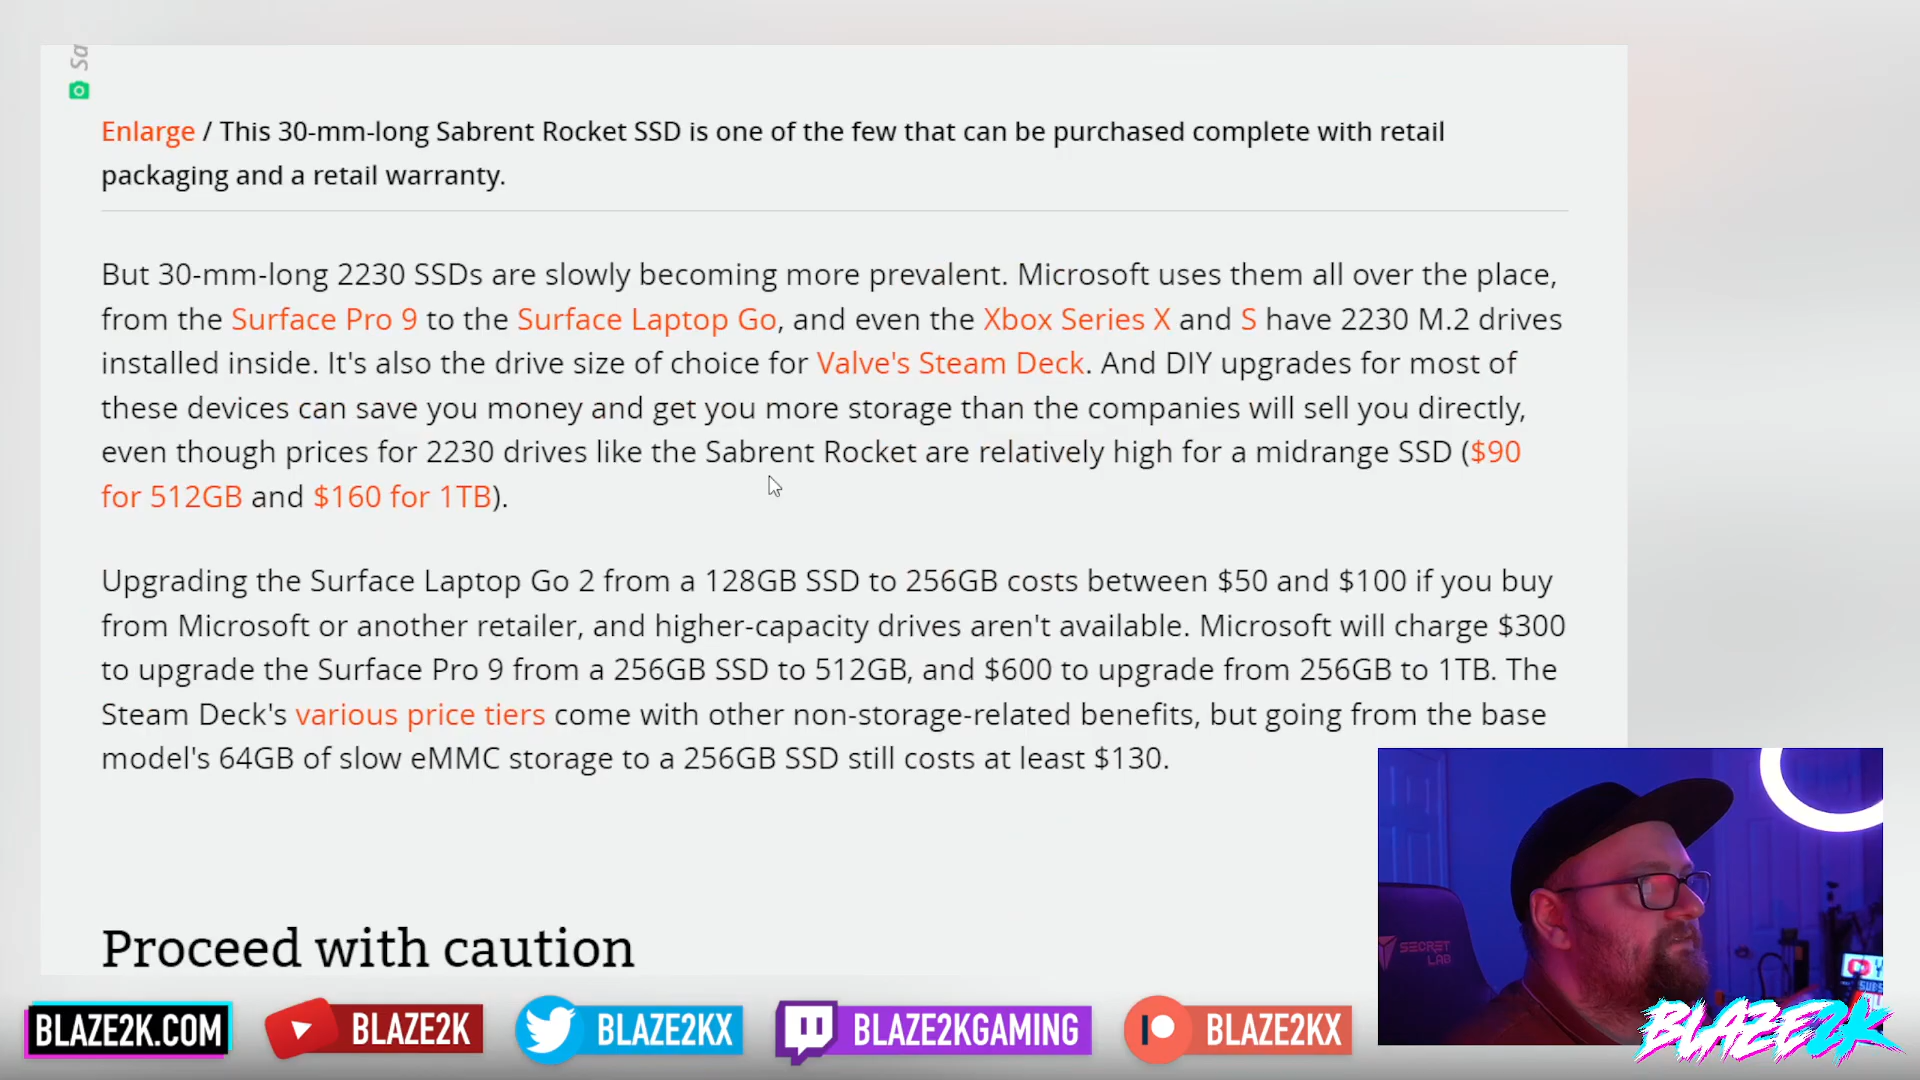 Sa
Enlarge / This 30-mm-long Sabrent Rocket SSD is one of the few that can be purchased complete with retail
packaging and a retail warranty.
But 30-mm-long 2230 SSDs are slowly becoming more prevalent. Microsoft uses them all over the place,
from the Surface Pro 9 to the Surface Laptop Go, and even the Xbox Series X and S have 2230 M.2 drives
installed inside. It's also the drive size of choice for Valve's Steam Deck. And DIY upgrades for most of
these devices can save you money and get you more storage than the companies will sell you directly,
even though prices for 2230 drives like the Sabrent Rocket are relatively high for a midrange SSD ($90
for 512GB and $160 for 1TB).
Upgrading the Surface Laptop Go 2 from a 128GB SSD to 256GB costs between $50 and $100 if you buy
from Microsoft or another retailer, and higher-capacity drives aren't available. Microsoft will charge $300
to upgrade the Surface Pro 9 from a 256GB SSD to 512GB, and $600 to upgrade from 256GB to 1TB. The
Steam Deck's various price tiers come with other non-storage-related benefits, but going from the base
model's 64GB of slow eMMC storage to a 256GB SSD still costs at least $130.
Proceed with caution
SECRET
LAB
BLAZE2K.COM
BLAZE2K
BLAZE2KX
BLAZE2KGAMING
BLAZE2KX
BLAZE2K